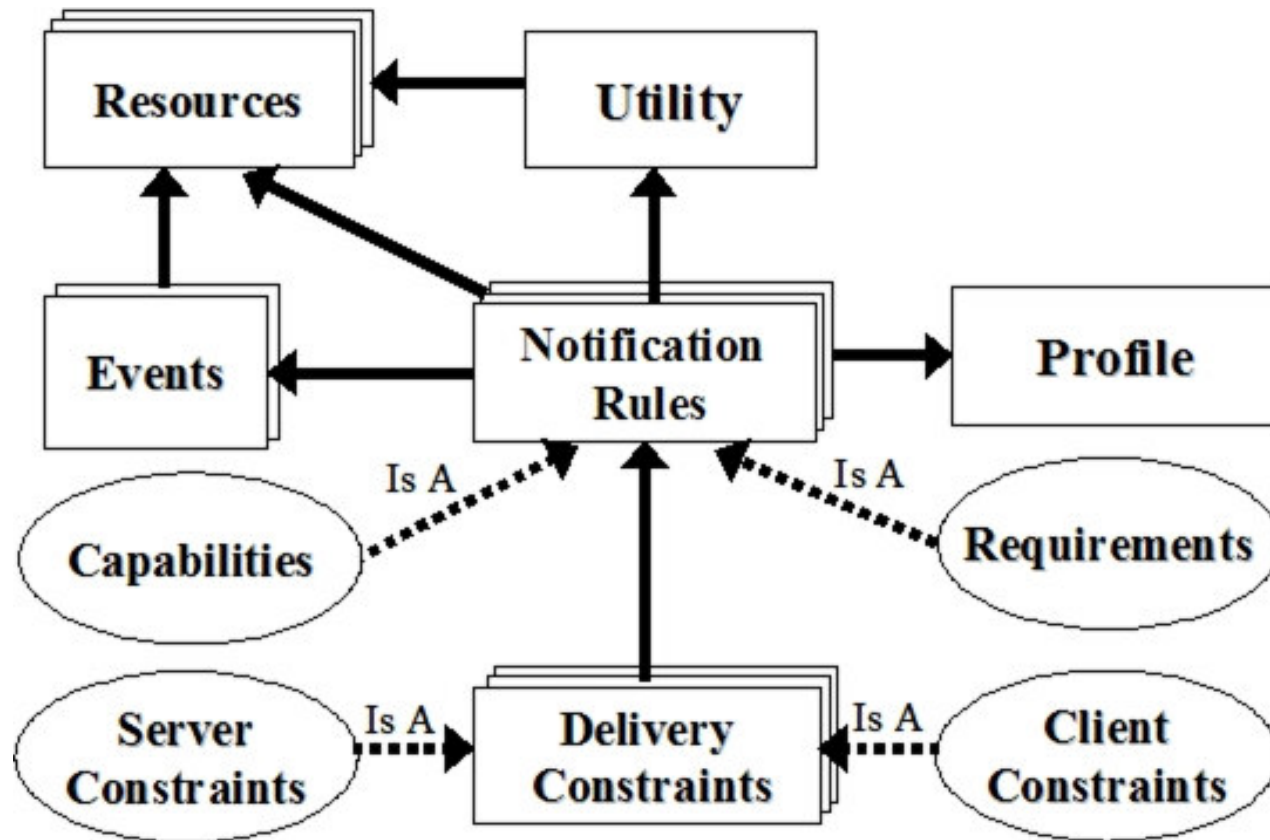 Resources
Utility
Events
Notification
Rules
Profile
Is A
Is A
Capabilities
Requirements
Server
Constraints
Is A
Delivery
Constraints
Is A
Client
Constraints